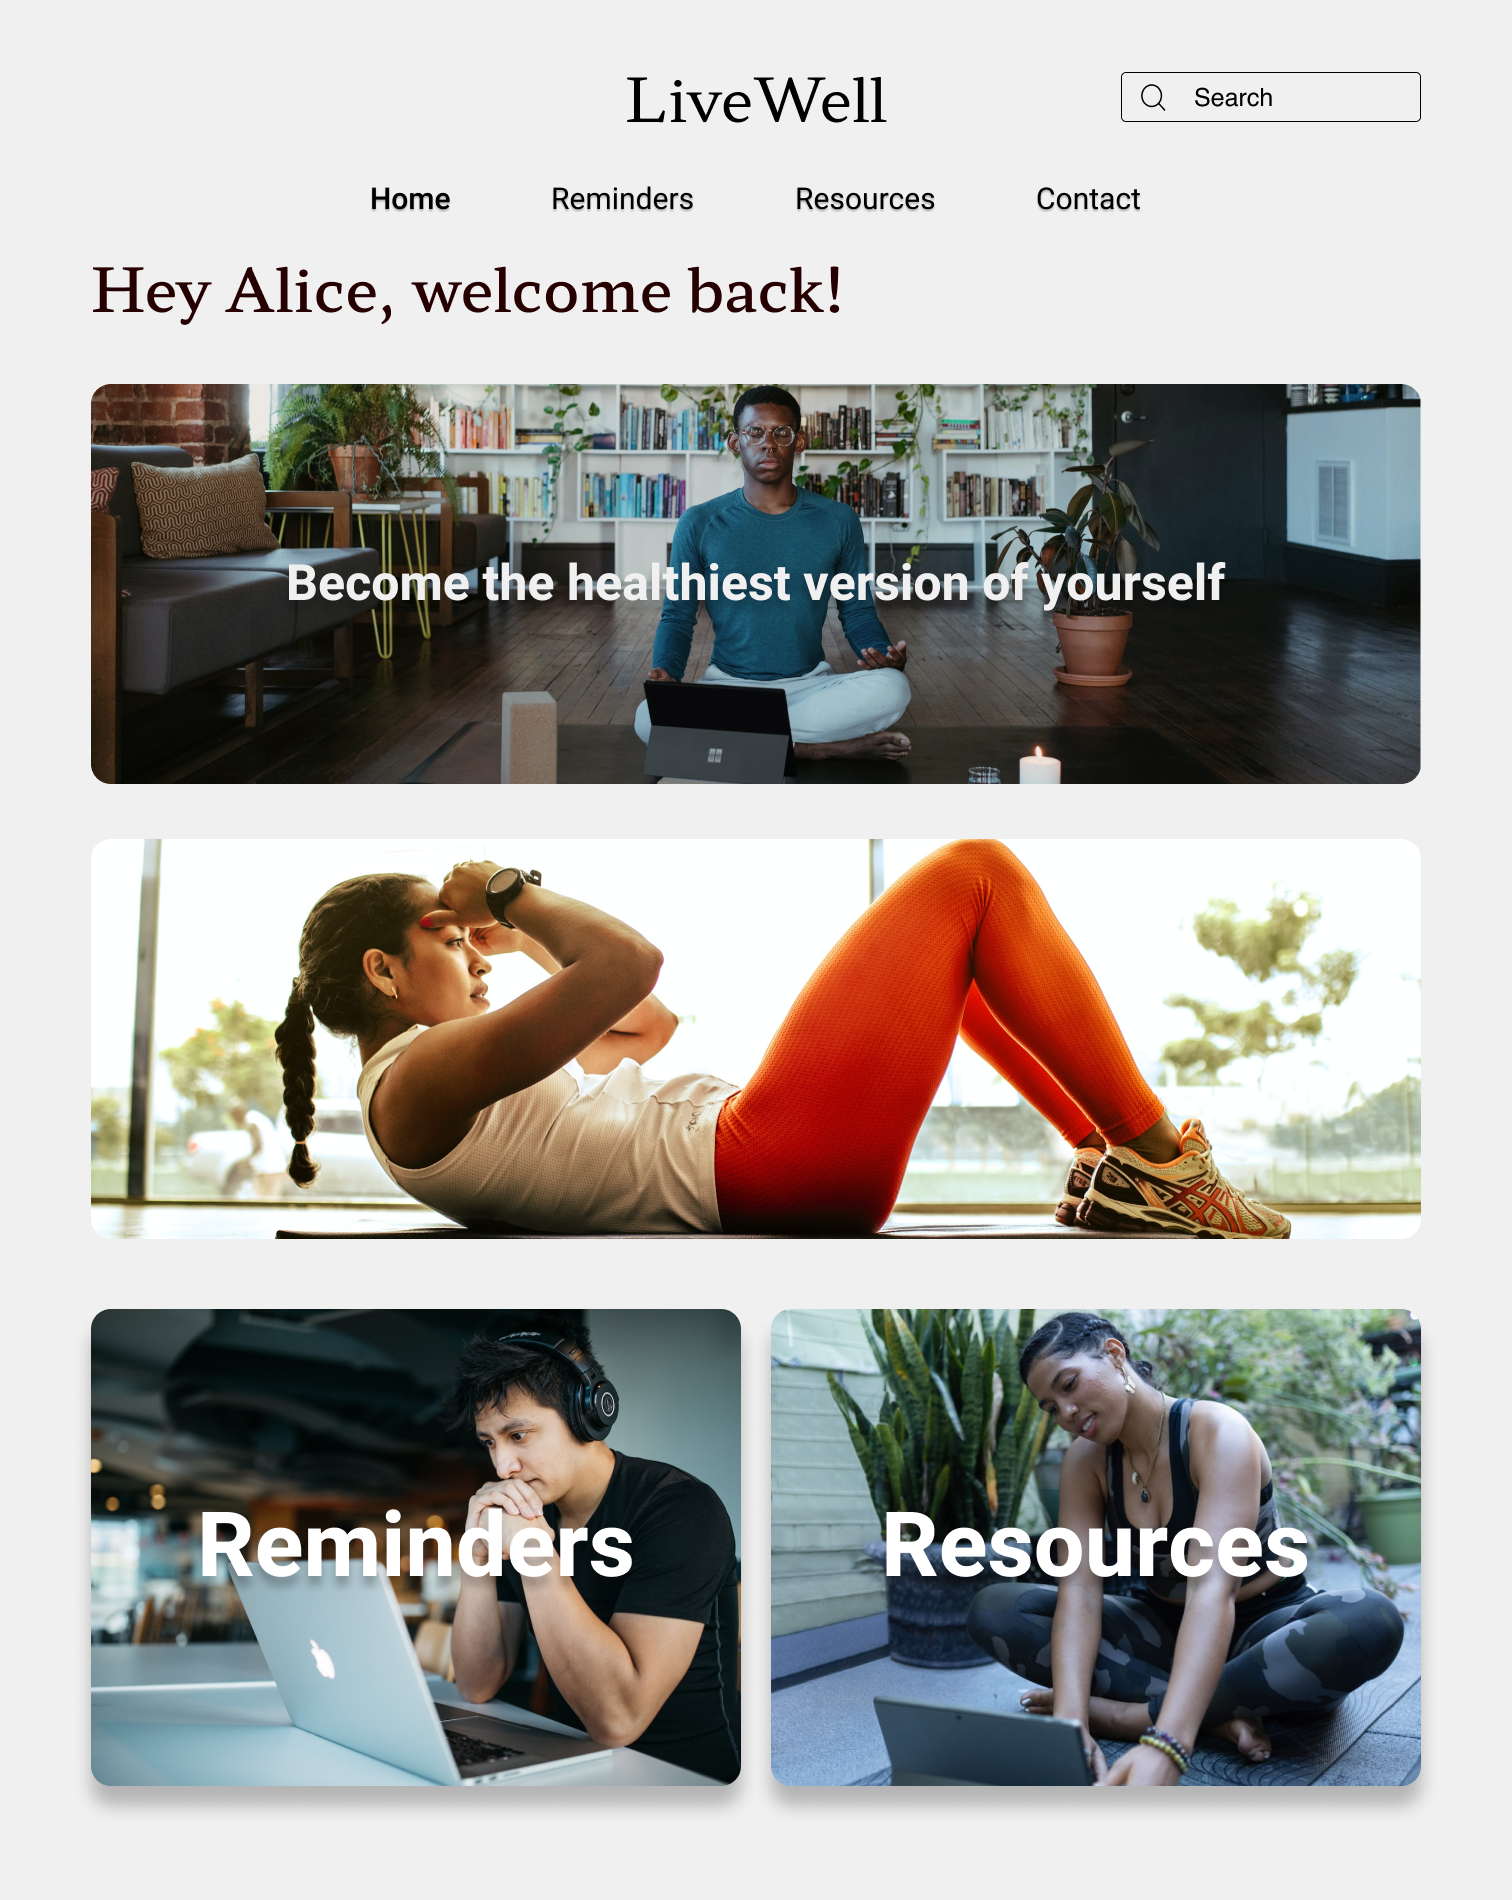 LiveWell
Search
Home
Reminders
Resources
Contact
Hey Alice, welcome back!
Become the healthiest version of yourself
Reminders
Resources